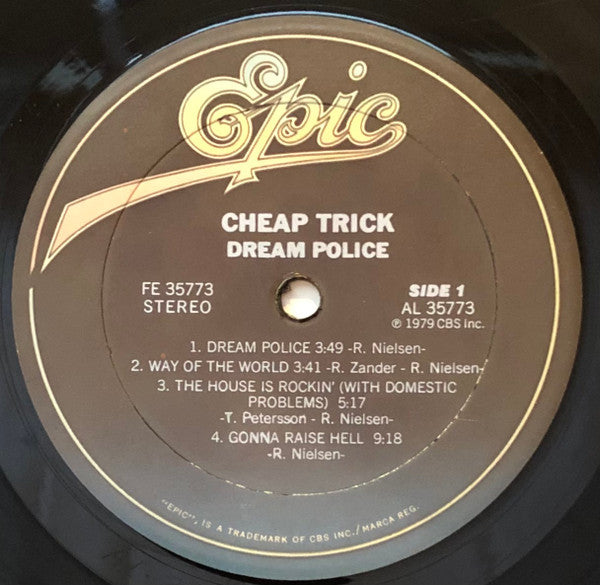 Epic
CHEAP TRICK
DREAM POLICE
FE 35773
STEREO
SIDE 1
AL 35773
℗ 1979 CBS Inc.
1. DREAM POLICE 3:49 -R. Nielsen-
2. WAY OF THE WORLD 3:41 -R. Zander - R. Nielsen-
3. THE HOUSE IS ROCKIN' (WITH DOMESTIC
PROBLEMS) 5:17
-T. Petersson - R. Nielsen-
4. GONNA RAISE HELL 9:18
-R. Nielsen-
"EPIC", IS A TRADEMARK OF CBS INC./MARCA REG.